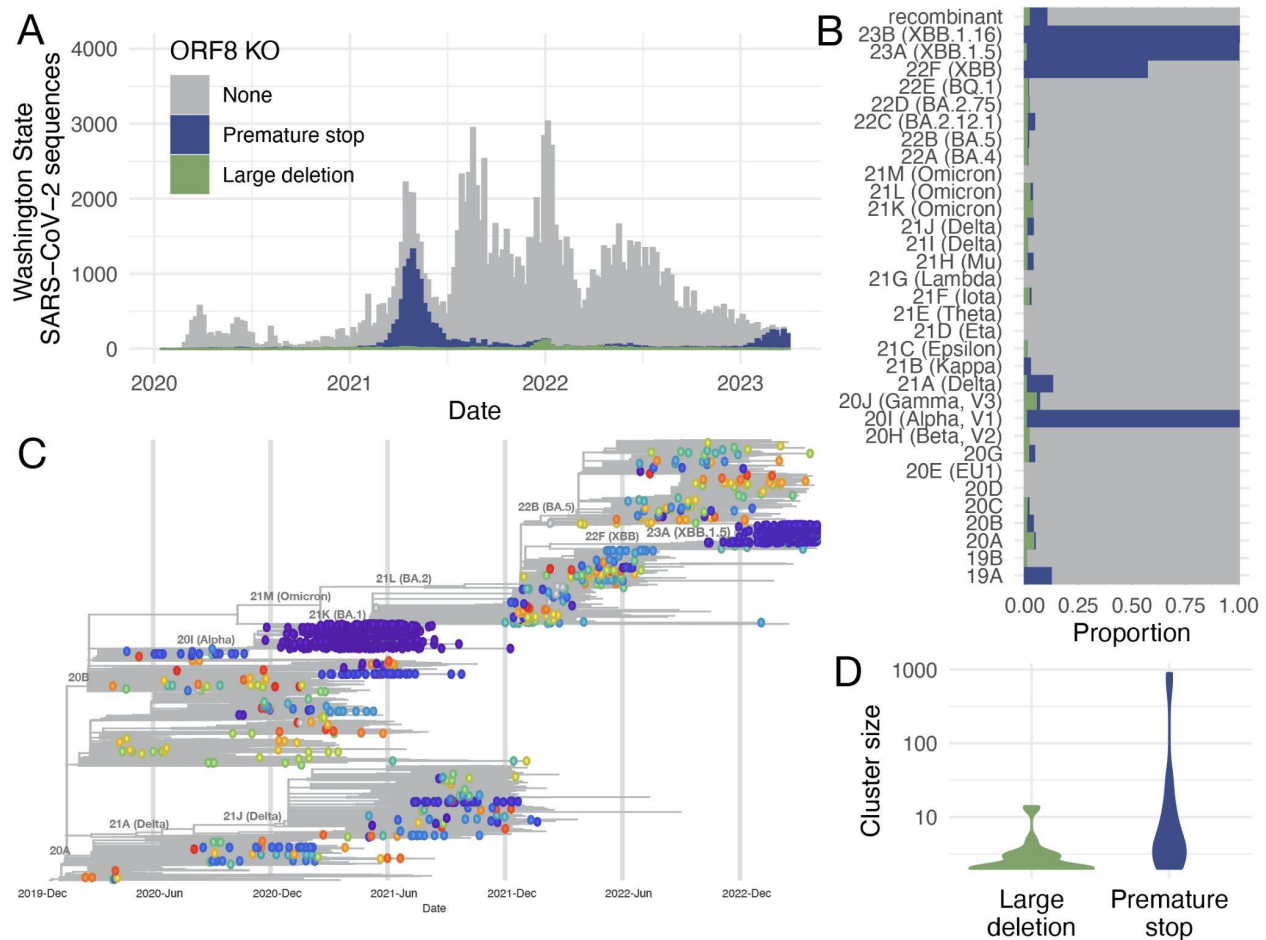 A
ORF8 KO
None
Premature stop
Large deletion
Washington State
SARS−CoV−2 sequences
4000
3000
2000
1000
0
2020
2021
2022
2023
Date
B
recombinant
23B (XBB.1.16)
23A (XBB.1.5)
22F (XBB)
22E (BQ.1)
22D (BA.2.75)
22C (BA.2.12.1)
22B (BA.5)
22A (BA.4)
21M (Omicron)
21L (Omicron)
21K (Omicron)
21J (Delta)
21I (Delta)
21H (Mu)
21G (Lambda)
21F (Iota)
21E (Theta)
21D (Eta)
21C (Epsilon)
21B (Kappa)
21A (Delta)
20J (Gamma, V3)
20I (Alpha, V1)
20H (Beta, V2)
20G
20E (EU1)
20D
20C
20B
20A
19B
19A
0.00 0.25 0.50 0.75 1.00
Proportion
C
22B (BA.5)
23A (XBB.1.5)
22F (XBB)
21L (BA.2)
21M (Omicron)
21K (BA.1)
20I (Alpha)
20B
21J (Delta)
21A (Delta)
20A
2019-Dec 2020-Jun 2020-Dec 2021-Jun 2021-Dec 2022-Jun 2022-Dec
Date
D
Cluster size
1000
100
10
Large
deletion
Premature
stop